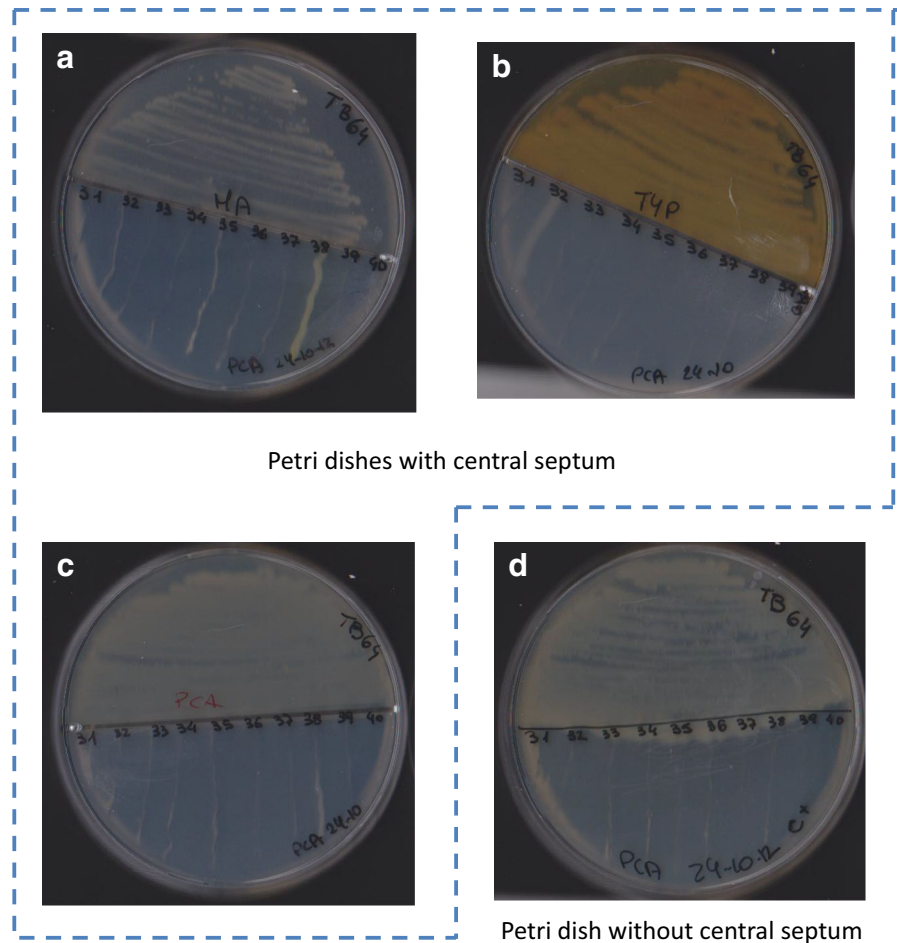 a
TB64
MA
31 32 33 34 35 36 37 38 39 40
PCA 24-10-12
b
TB64
TYP
31 32 33 34 35 36 37 38 39
PCA 24-10
Petri dishes with central septum
c
TB64
PCA
31 32 33 34 35 36 37 38 39 40
PCA 24-10
d
TB64
31 32 33 34 35 36 37 38 39 40
PCA 24-10-12 C+
Petri dish without central septum